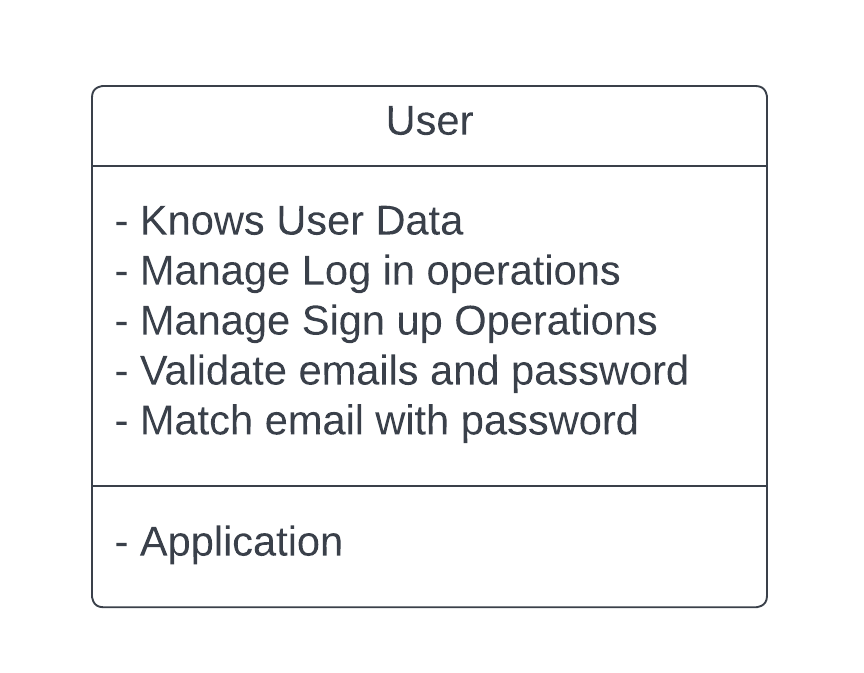 User
- Knows User Data
- Manage Log in operations
- Manage Sign up Operations
- Validate emails and password
- Match email with password
- Application